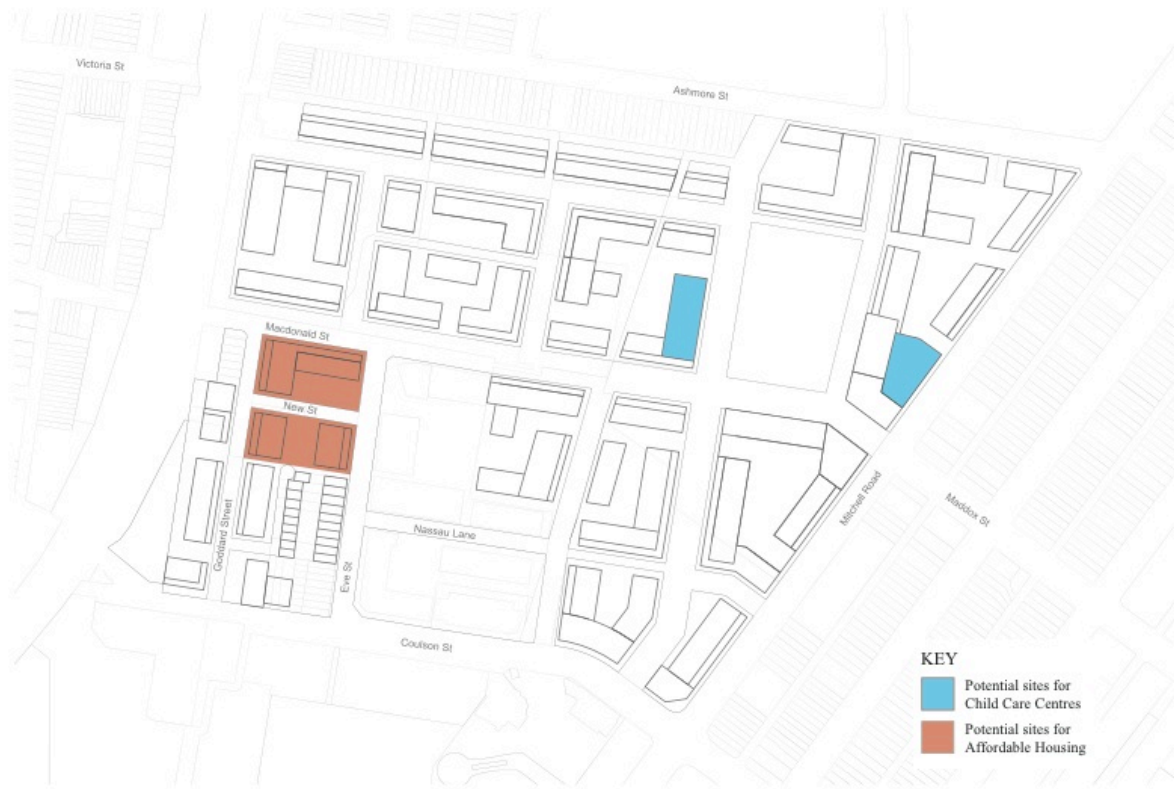 Victoria St
Ashmore St
Macdonald St
New St
Goddard Street
Nassau Lane
Eve St
Coulson St
Mitchell Road
Maddox St
KEY
Potential sites for
Child Care Centres
Potential sites for
Affordable Housing